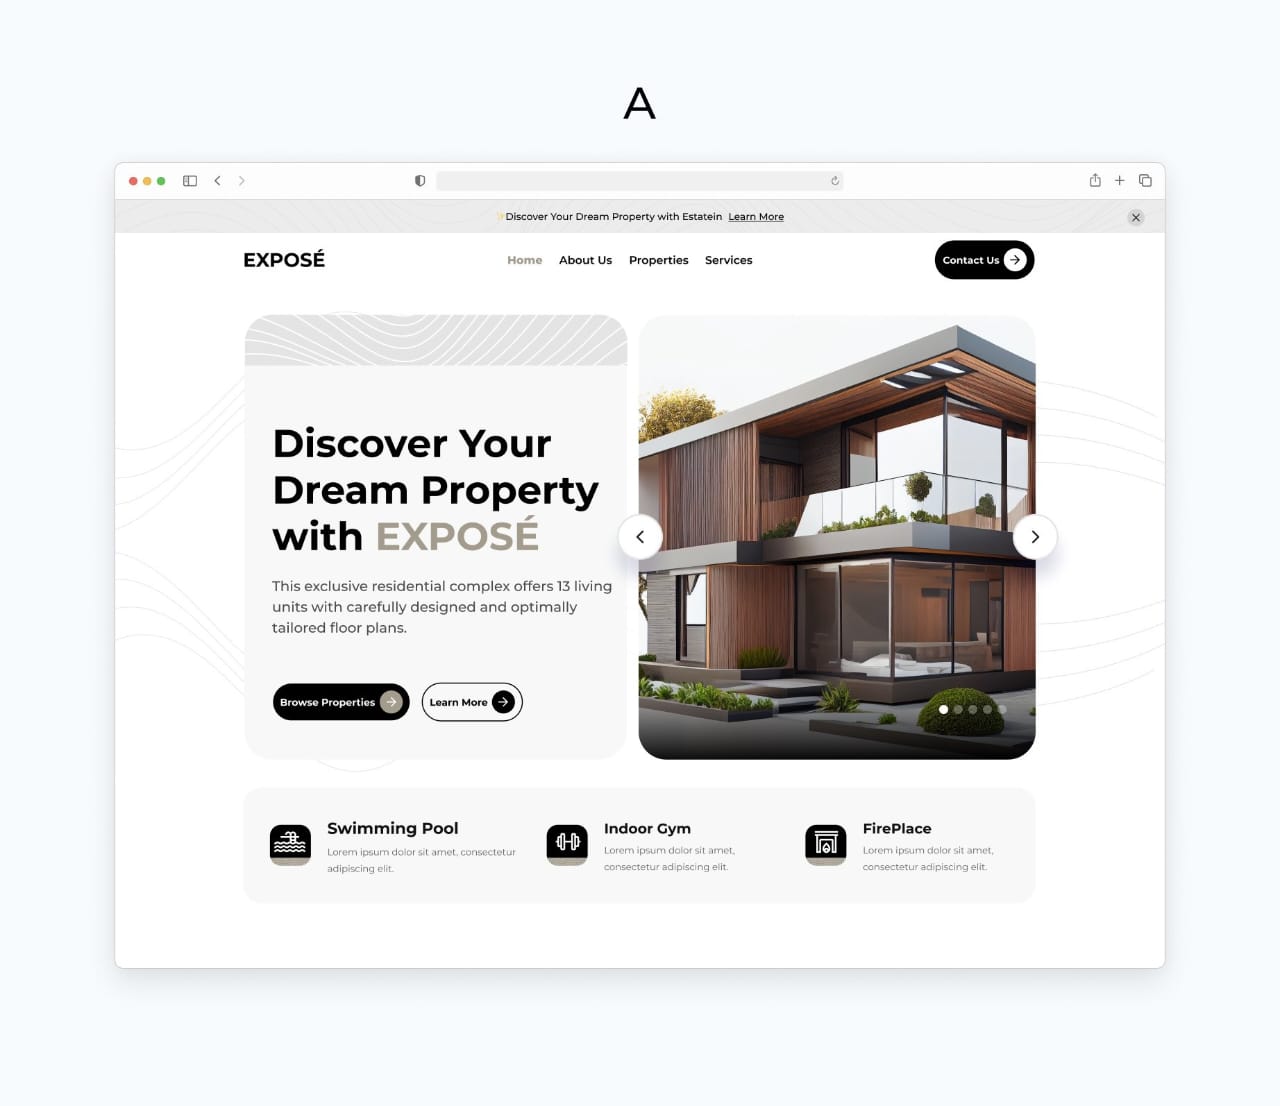 A
✨Discover Your Dream Property with Estatein Learn More
EXPOSÉ
Home About Us Properties Services
Contact Us
Discover Your
Dream Property
with EXPOSÉ
This exclusive residential complex offers 13 living
units with carefully designed and optimally
tailored floor plans.
Browse Properties
Learn More
Swimming Pool
Lorem ipsum dolor sit amet, consectetur
adipiscing elit.
Indoor Gym
Lorem ipsum dolor sit amet,
consectetur adipiscing elit.
FirePlace
Lorem ipsum dolor sit amet,
consectetur adipiscing elit.